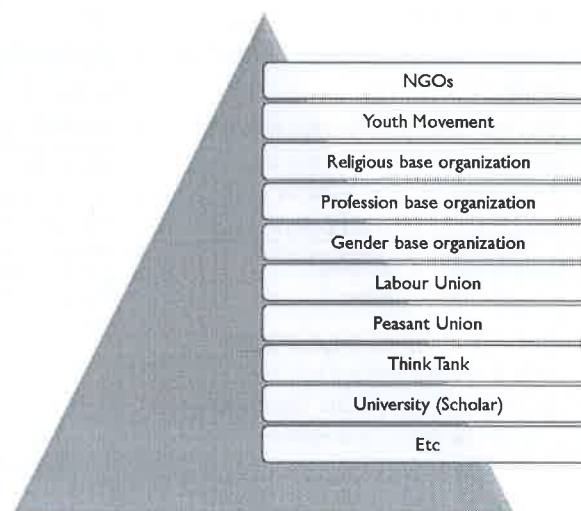 NGOs
Youth Movement
Religious base organization
Profession base organization
Gender base organization
Labour Union
Peasant Union
Think Tank
University (Scholar)
Etc